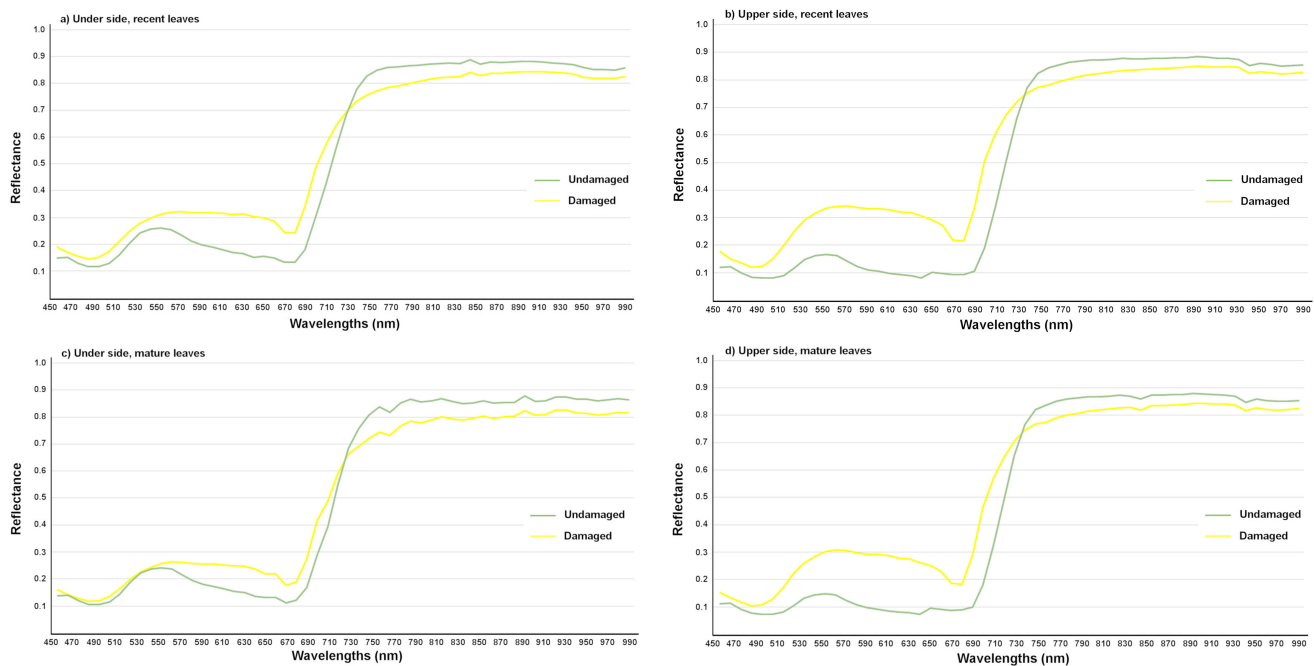 a) Under side, recent leaves
1.0
0.9
0.8
0.7
0.6
0.5
0.4
0.3
0.2
0.1
Reflectance
Undamaged
Damaged
450 470 490 510 530 550 570 590 610 630 650 670 690 710 730 750 770 790 810 830 850 870 890 910 930 950 970 990
Wavelengths (nm)
b) Upper side, recent leaves
1.0
0.9
0.8
0.7
0.6
0.5
0.4
0.3
0.2
0.1
Reflectance
Undamaged
Damaged
450 470 490 510 530 550 570 590 610 630 650 670 690 710 730 750 770 790 810 830 850 870 890 910 930 950 970 990
Wavelengths (nm)
c) Under side, mature leaves
1.0
0.9
0.8
0.7
0.6
0.5
0.4
0.3
0.2
0.1
Reflectance
Undamaged
Damaged
450 470 490 510 530 550 570 590 610 630 650 670 690 710 730 750 770 790 810 830 850 870 890 910 930 950 970 990
Wavelengths (nm)
d) Upper side, mature leaves
1.0
0.9
0.8
0.7
0.6
0.5
0.4
0.3
0.2
0.1
Reflectance
Undamaged
Damaged
450 470 490 510 530 550 570 590 610 630 650 670 690 710 730 750 770 790 810 830 850 870 890 910 930 950 970 990
Wavelengths (nm)